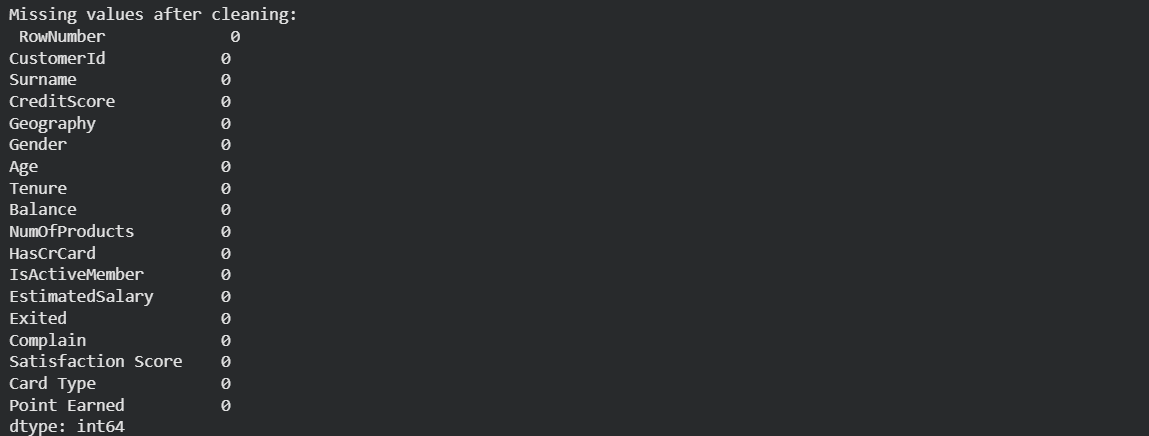 Missing values after cleaning:
 RowNumber             0
CustomerId            0
Surname               0
CreditScore           0
Geography             0
Gender                0
Age                   0
Tenure                0
Balance               0
NumOfProducts         0
HasCrCard             0
IsActiveMember        0
EstimatedSalary       0
Exited                0
Complain              0
Satisfaction Score    0
Card Type             0
Point Earned          0
dtype: int64